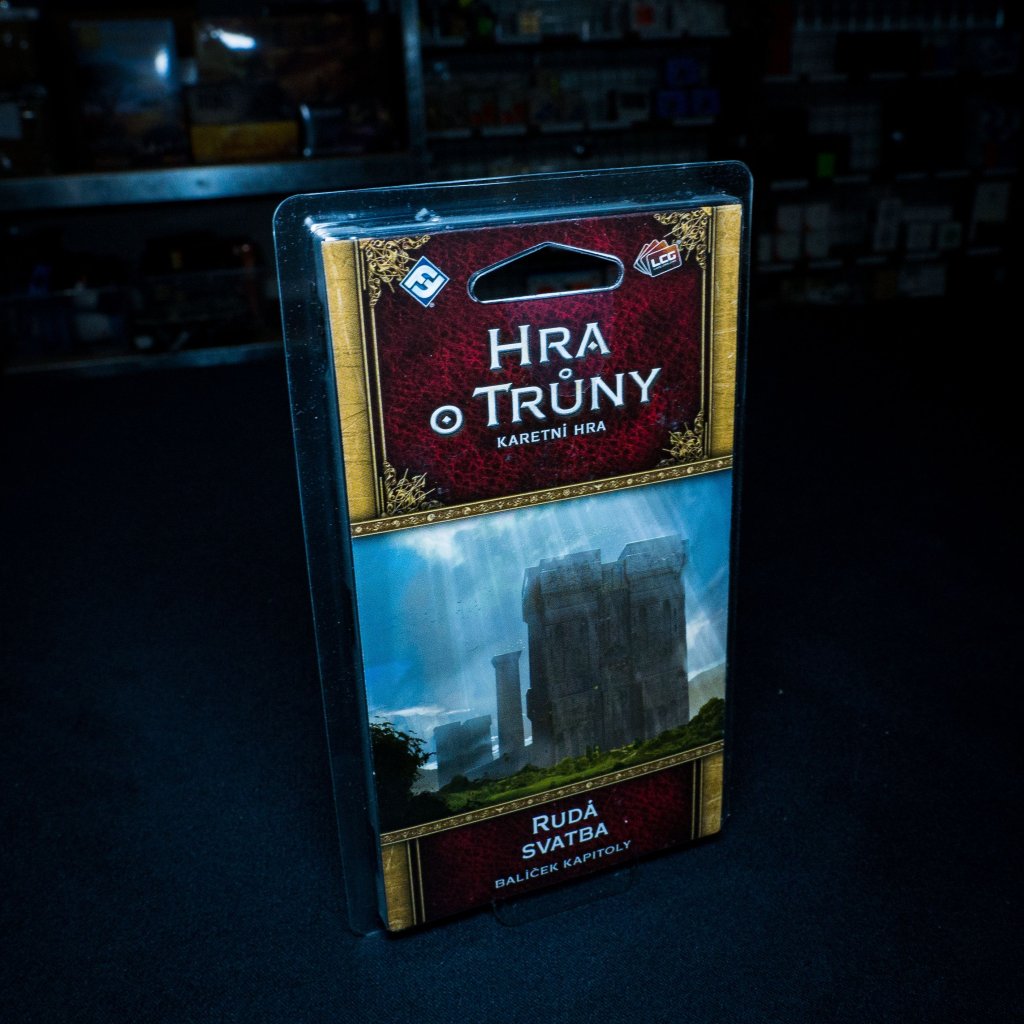 LCG
HRA
O TRŮNY
KARETNÍ HRA
RUDÁ
SVATBA
BALÍČEK KAPITOLY